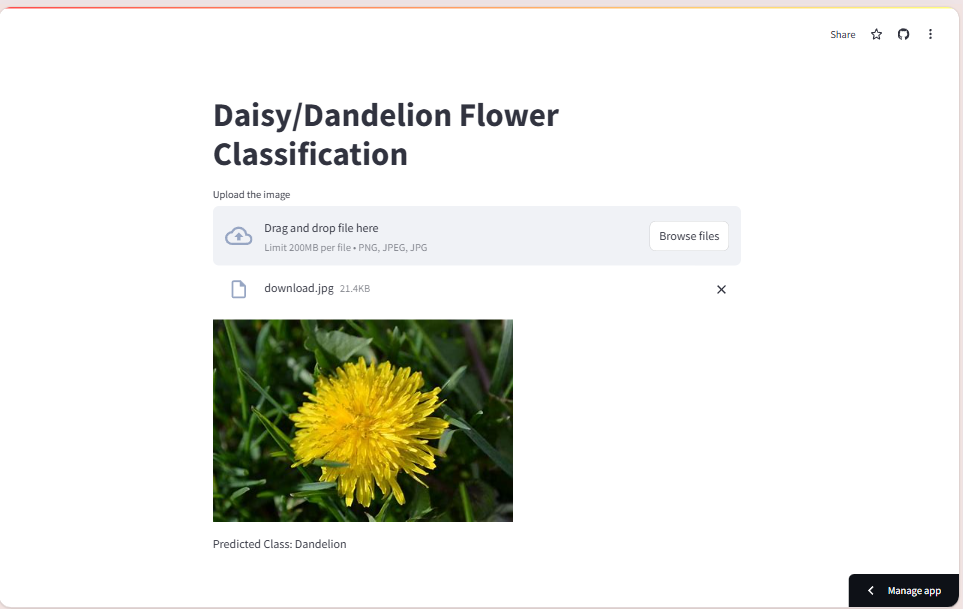 Share
Daisy/Dandelion Flower
Classification
Upload the image
Drag and drop file here
Limit 200MB per file • PNG, JPEG, JPG
Browse files
download.jpg 21.4KB
Predicted Class: Dandelion
Manage app